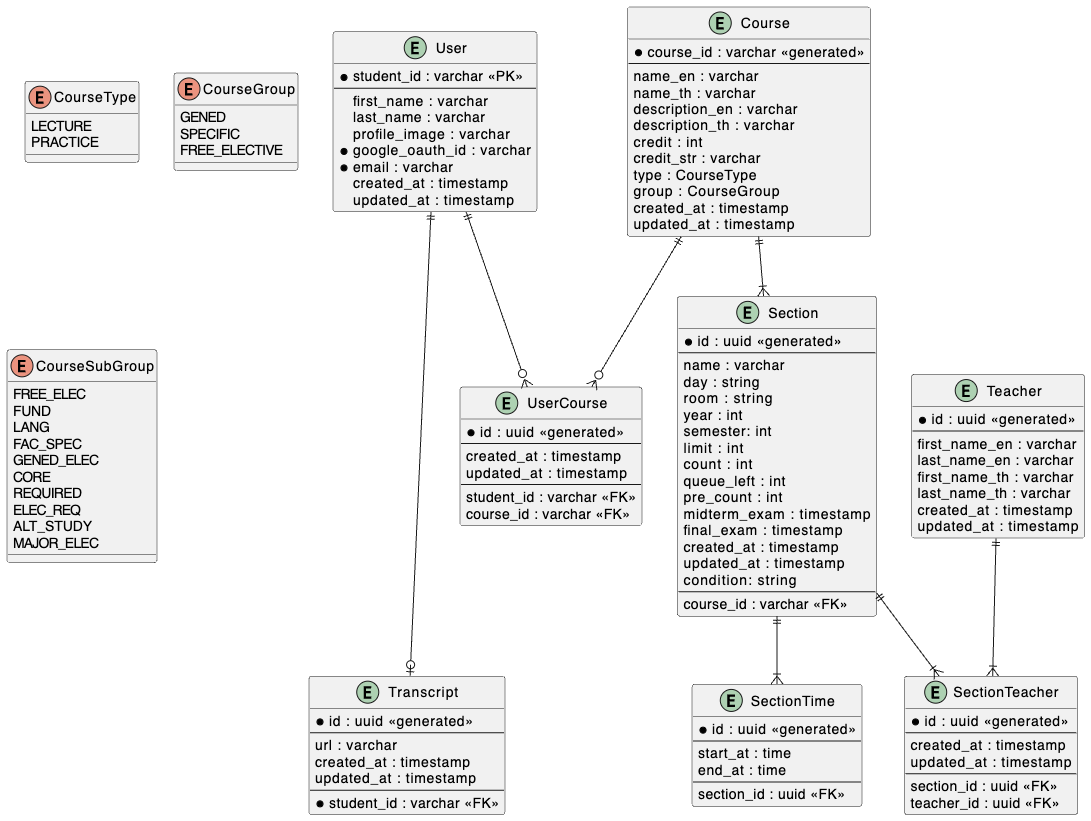 E CourseType
LECTURE
PRACTICE
E CourseGroup
GENED
SPECIFIC
FREE_ELECTIVE
E User
student_id : varchar «PK»
first_name : varchar
last_name : varchar
profile_image : varchar
google_oauth_id : varchar
email : varchar
created_at : timestamp
updated_at : timestamp
E Course
course_id : varchar «generated»
name_en : varchar
name_th : varchar
description_en : varchar
description_th : varchar
credit : int
credit_str : varchar
type : CourseType
group : CourseGroup
created_at : timestamp
updated_at : timestamp
E CourseSubGroup
FREE_ELEC
FUND
LANG
FAC_SPEC
GENED_ELEC
CORE
REQUIRED
ELEC_REQ
ALT_STUDY
MAJOR_ELEC
E UserCourse
id : uuid «generated»
created_at : timestamp
updated_at : timestamp
student_id : varchar «FK»
course_id : varchar «FK»
E Section
id : uuid «generated»
name : varchar
day : string
room : string
year : int
semester: int
limit : int
count : int
queue_left : int
pre_count : int
midterm_exam : timestamp
final_exam : timestamp
created_at : timestamp
updated_at : timestamp
condition: string
course_id : varchar «FK»
E Teacher
id : uuid «generated»
first_name_en : varchar
last_name_en : varchar
first_name_th : varchar
last_name_th : varchar
created_at : timestamp
updated_at : timestamp
E Transcript
id : uuid «generated»
url : varchar
created_at : timestamp
updated_at : timestamp
student_id : varchar «FK»
E SectionTime
id : uuid «generated»
start_at : time
end_at : time
section_id : uuid «FK»
E SectionTeacher
id : uuid «generated»
created_at : timestamp
updated_at : timestamp
section_id : uuid «FK»
teacher_id : uuid «FK»